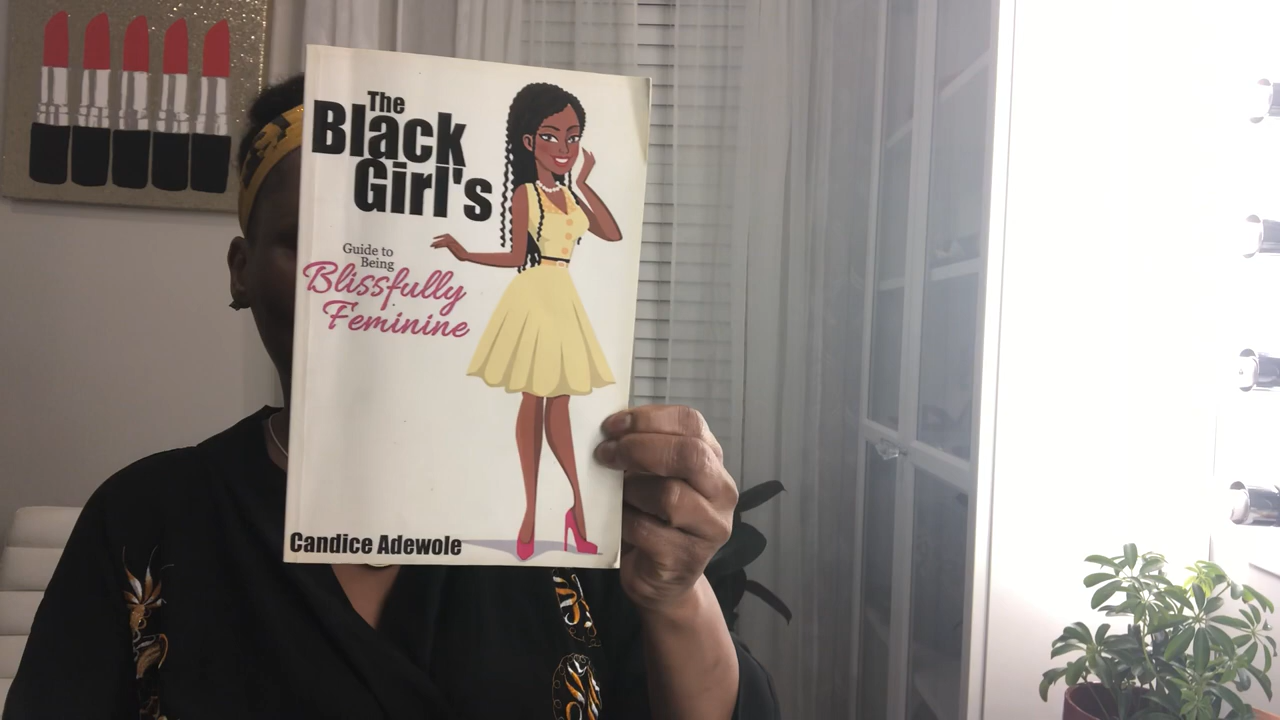 The
Black
Girl's
Guide to
Being
Blissfully
Feminine
Candice Adewole